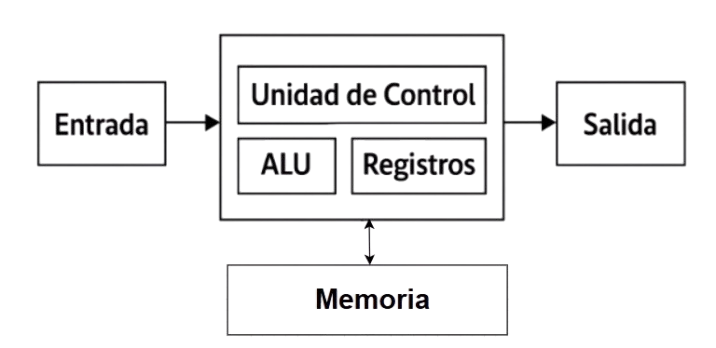 Unidad de Control
Entrada
Salida
ALU
Registros
Memoria